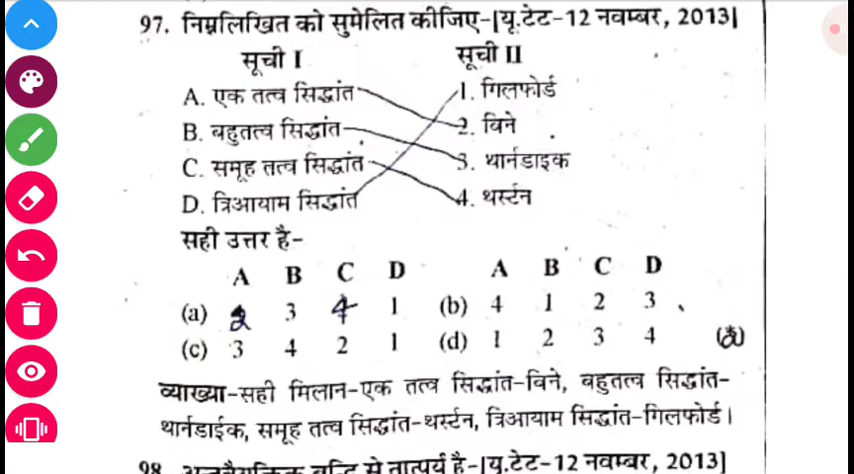 97. निम्नलिखित को सुमेलित कीजिए-[यू.टेट-12 नवम्बर, 2013]
सूची I सूची II
A. एक तत्व सिद्धांत 1. गिलफोर्ड
B. बहुतत्व सिद्धांत 2. विने
C. समूह तत्व सिद्धांत 3. थार्नडाइक
D. त्रिआयाम सिद्धांत 4. थर्स्टन
सही उत्तर है-
A B C D A B C D
(a) 2 3 4 1 (b) 4 1 2 3
(c) 3 4 2 1 (d) 1 2 3 4
व्याख्या-सही मिलान-एक तत्व सिद्धांत-विने, बहुतत्व सिद्धांत-
थार्नडाईक, समूह तत्व सिद्धांत-थर्स्टन, त्रिआयाम सिद्धांत-गिलफोर्ड।
98. से तात्पर्य है-[यू.टेट-12 नवम्बर, 2013]